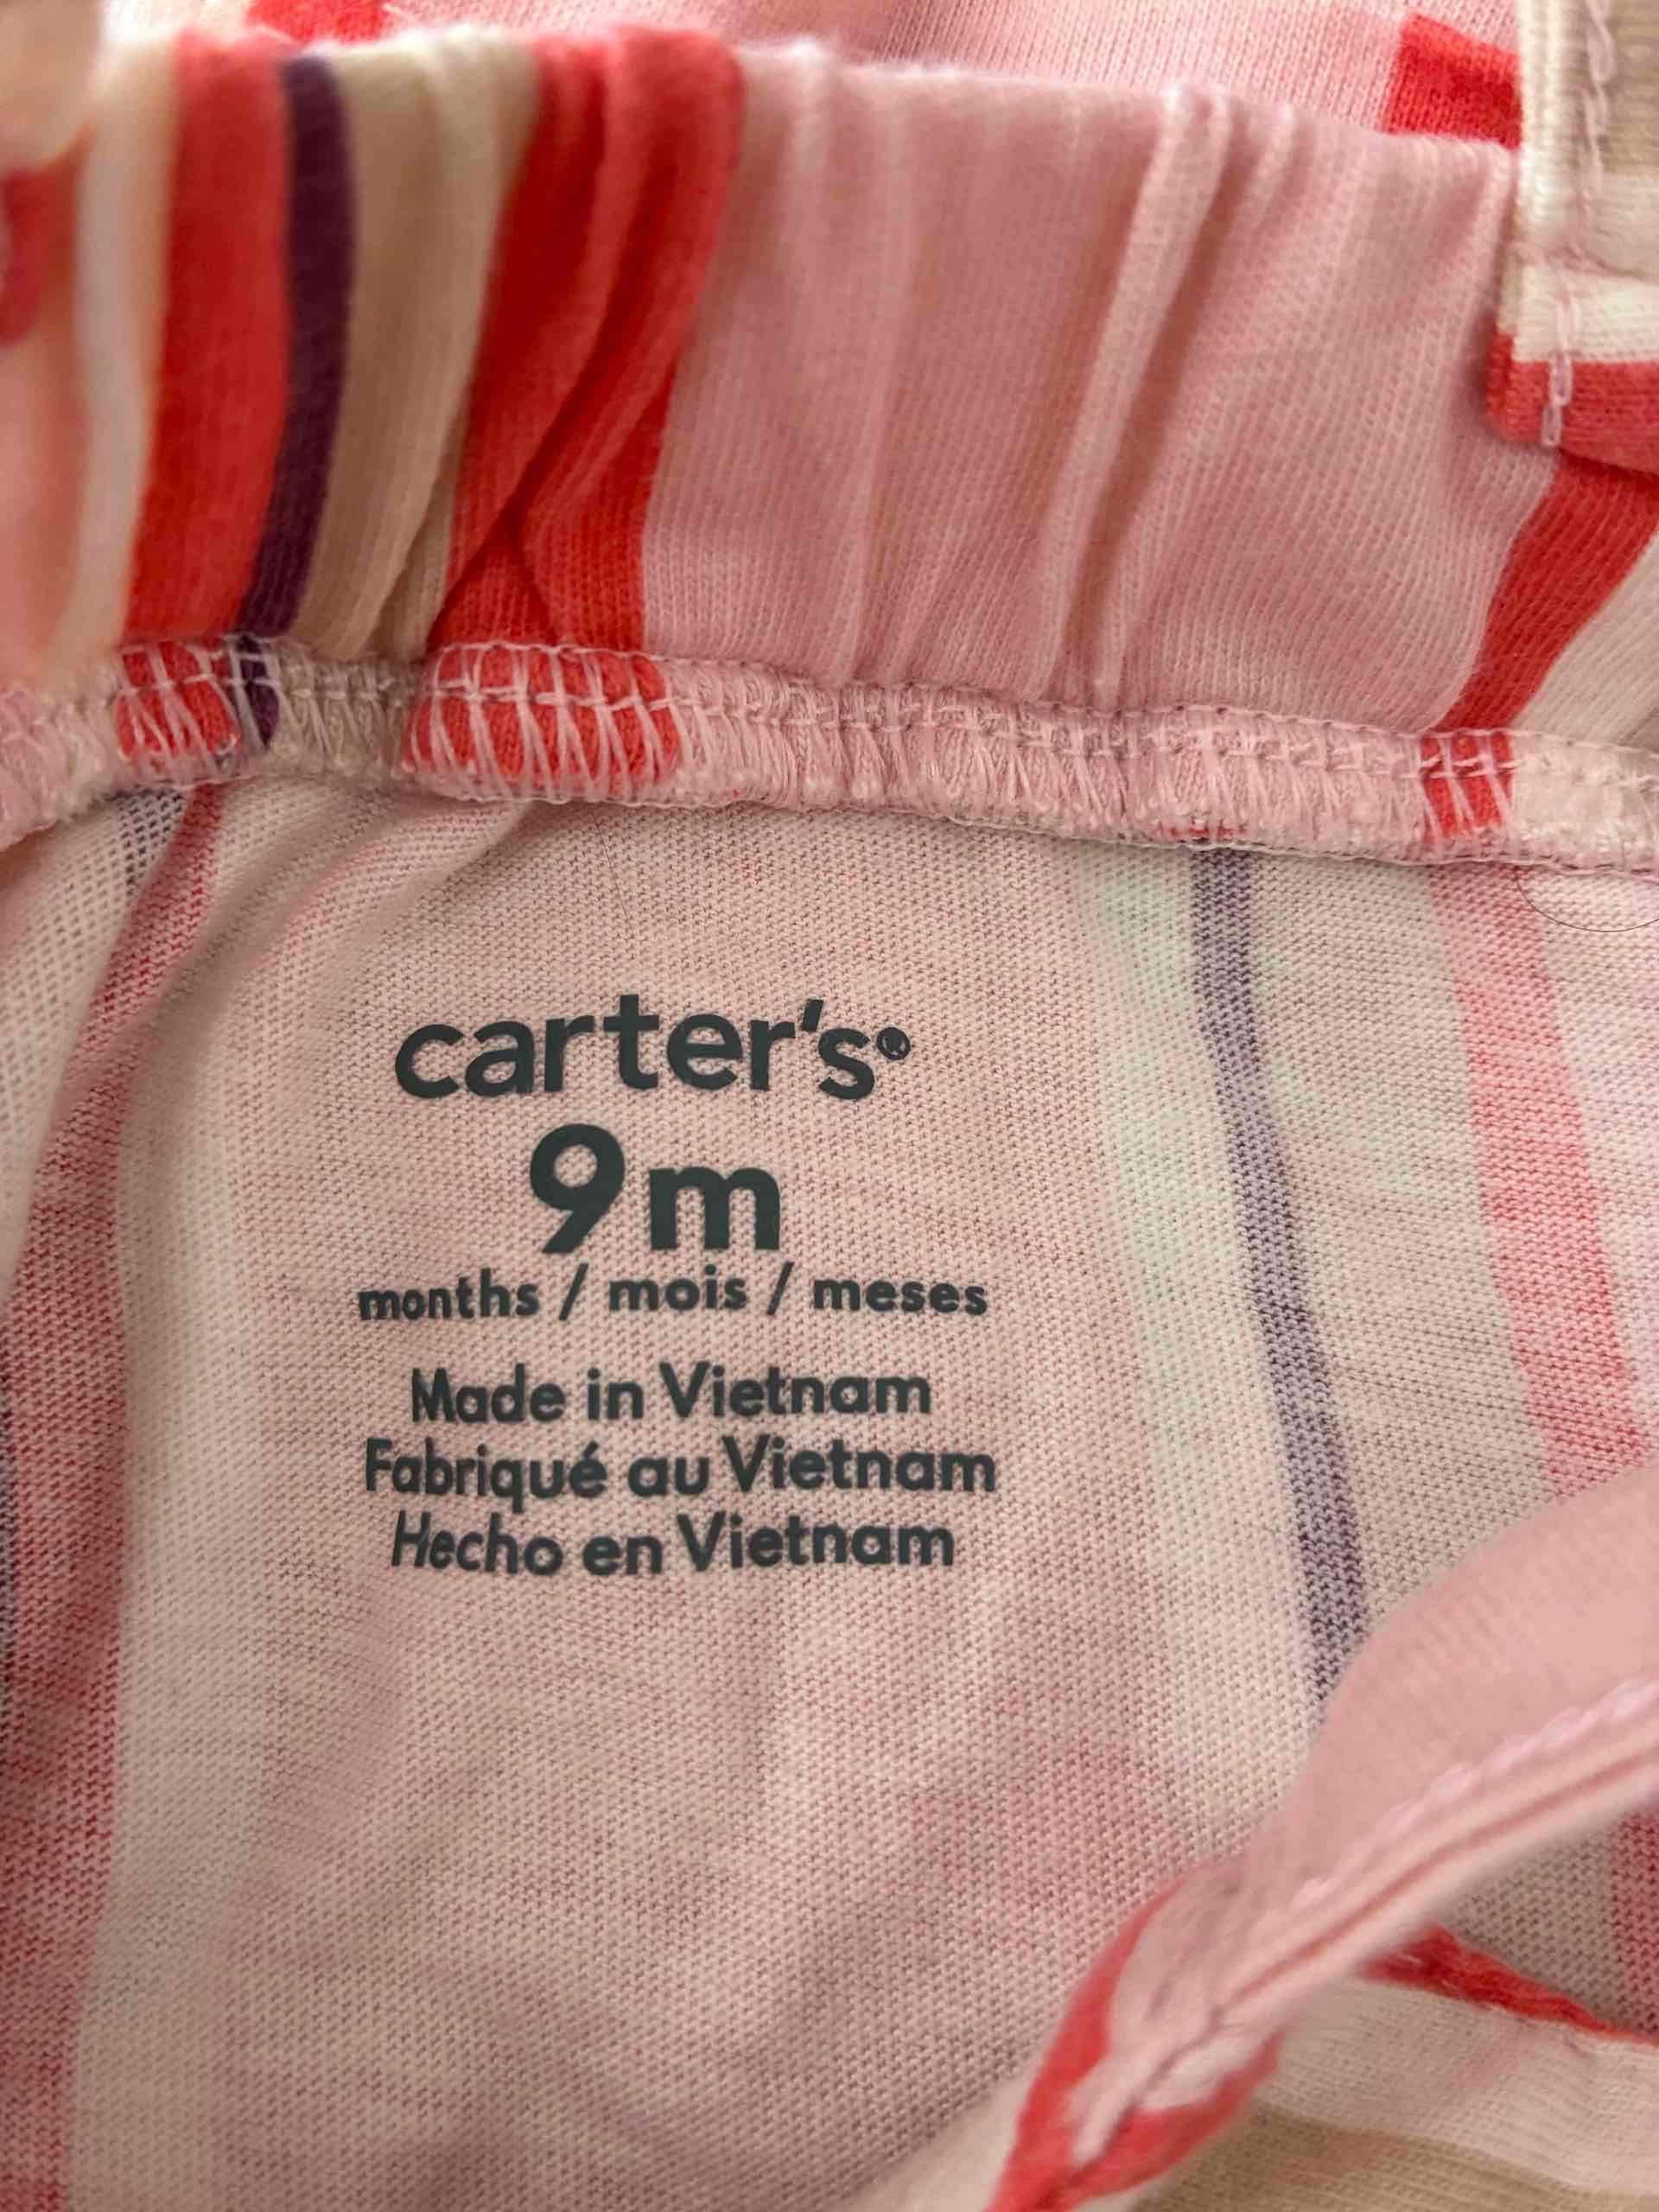 carter's®
9m
months / mois / meses
Made in Vietnam
Fabriqué au Vietnam
Hecho en Vietnam